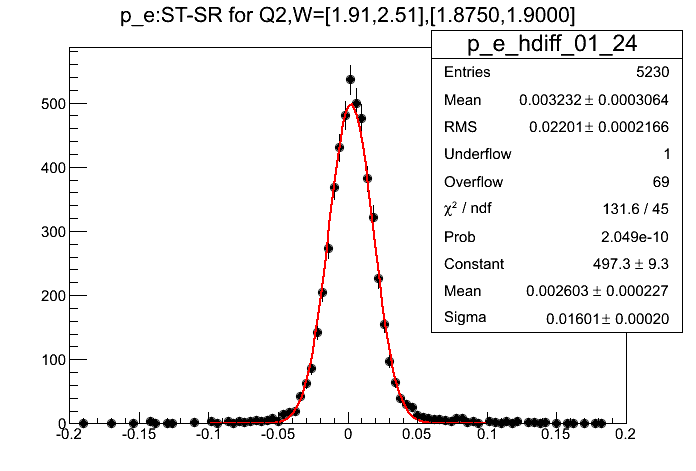 p_e:ST-SR for Q2,W=[1.91,2.51],[1.8750,1.9000]
p_e_hdiff_01_24
Entries 5230
Mean 0.003232 ± 0.0003064
RMS 0.02201 ± 0.0002166
Underflow 1
Overflow 69
χ² / ndf 131.6 / 45
Prob 2.049e-10
Constant 497.3 ± 9.3
Mean 0.002603 ± 0.000227
Sigma 0.01601 ± 0.00020
500
400
300
200
100
0
-0.2 -0.15 -0.1 -0.05 0 0.05 0.1 0.15 0.2